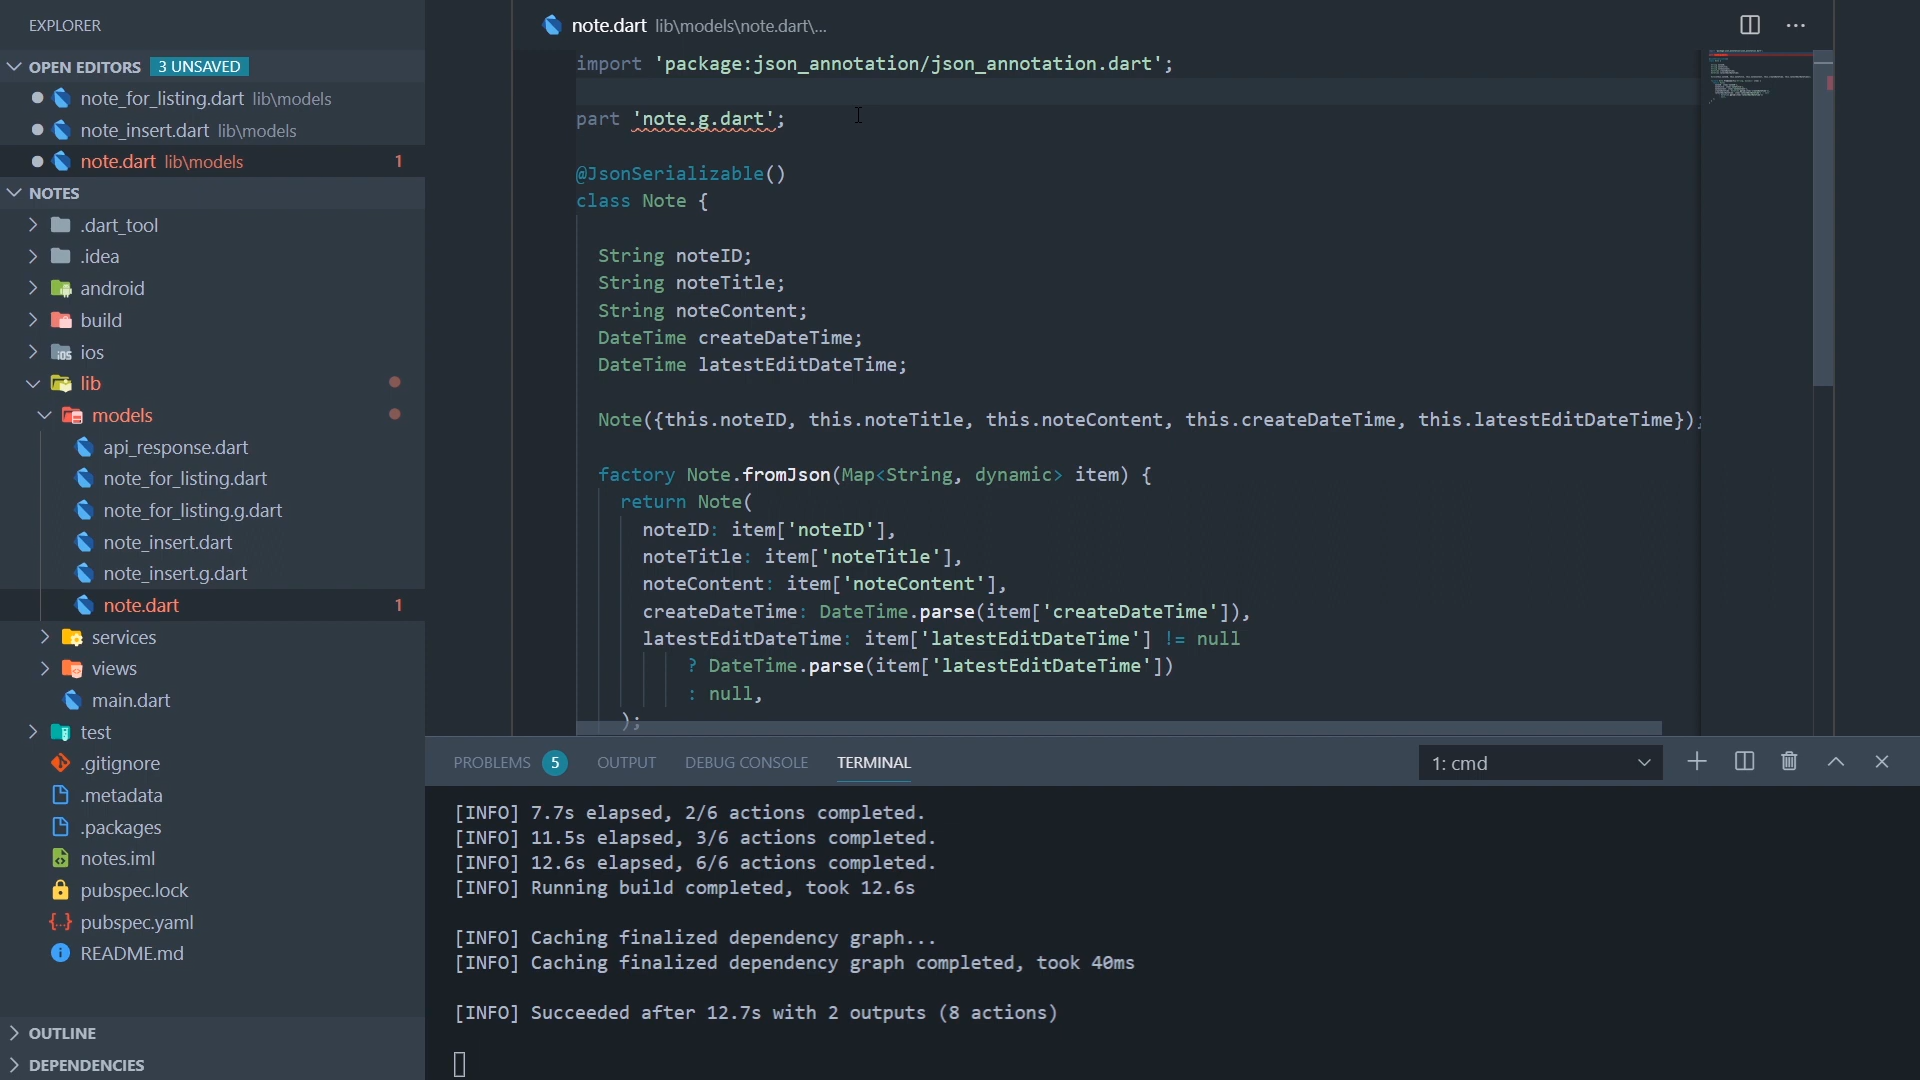 EXPLORER
OPEN EDITORS 3 UNSAVED
note_for_listing.dart lib\models
note_insert.dart lib\models
note.dart lib\models 1
NOTES
.dart_tool
.idea
android
build
ios
lib
models
api_response.dart
note_for_listing.dart
note_for_listing.g.dart
note_insert.dart
note_insert.g.dart
note.dart 1
services
views
main.dart
test
.gitignore
.metadata
.packages
notes.iml
pubspec.lock
pubspec.yaml
README.md
OUTLINE
DEPENDENCIES
note.dart lib\models\note.dart\...
import 'package:json_annotation/json_annotation.dart';
part 'note.g.dart';
@JsonSerializable()
class Note {
String noteID;
String noteTitle;
String noteContent;
DateTime createDateTime;
DateTime latestEditDateTime;
Note({this.noteID, this.noteTitle, this.noteContent, this.createDateTime, this.latestEditDateTime});
factory Note.fromJson(Map<String, dynamic> item) {
return Note(
noteID: item['noteID'],
noteTitle: item['noteTitle'],
noteContent: item['noteContent'],
createDateTime: DateTime.parse(item['createDateTime']),
latestEditDateTime: item['latestEditDateTime'] != null
? DateTime.parse(item['latestEditDateTime'])
: null,
);
PROBLEMS 5 OUTPUT DEBUG CONSOLE TERMINAL 1: cmd
[INFO] 7.7s elapsed, 2/6 actions completed.
[INFO] 11.5s elapsed, 3/6 actions completed.
[INFO] 12.6s elapsed, 6/6 actions completed.
[INFO] Running build completed, took 12.6s
[INFO] Caching finalized dependency graph...
[INFO] Caching finalized dependency graph completed, took 40ms
[INFO] Succeeded after 12.7s with 2 outputs (8 actions)